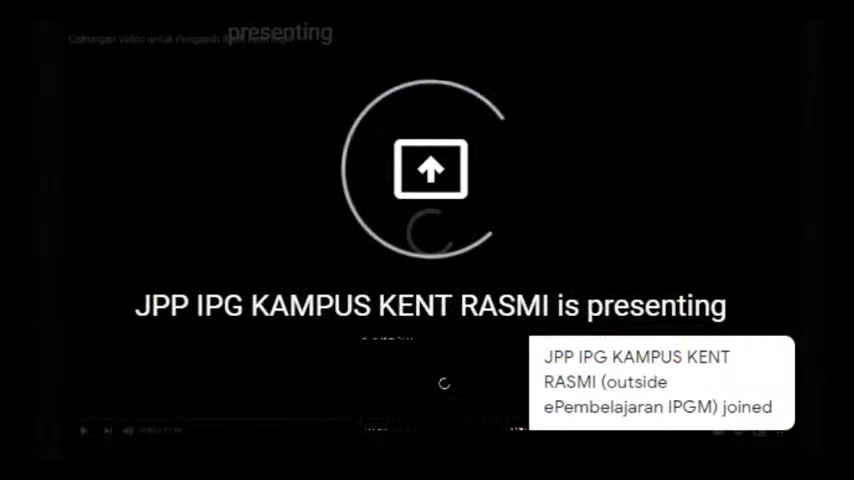 presenting
JPP IPG KAMPUS KENT RASMI is presenting
JPP IPG KAMPUS KENT
RASMI (outside
ePembelajaran IPGM) joined